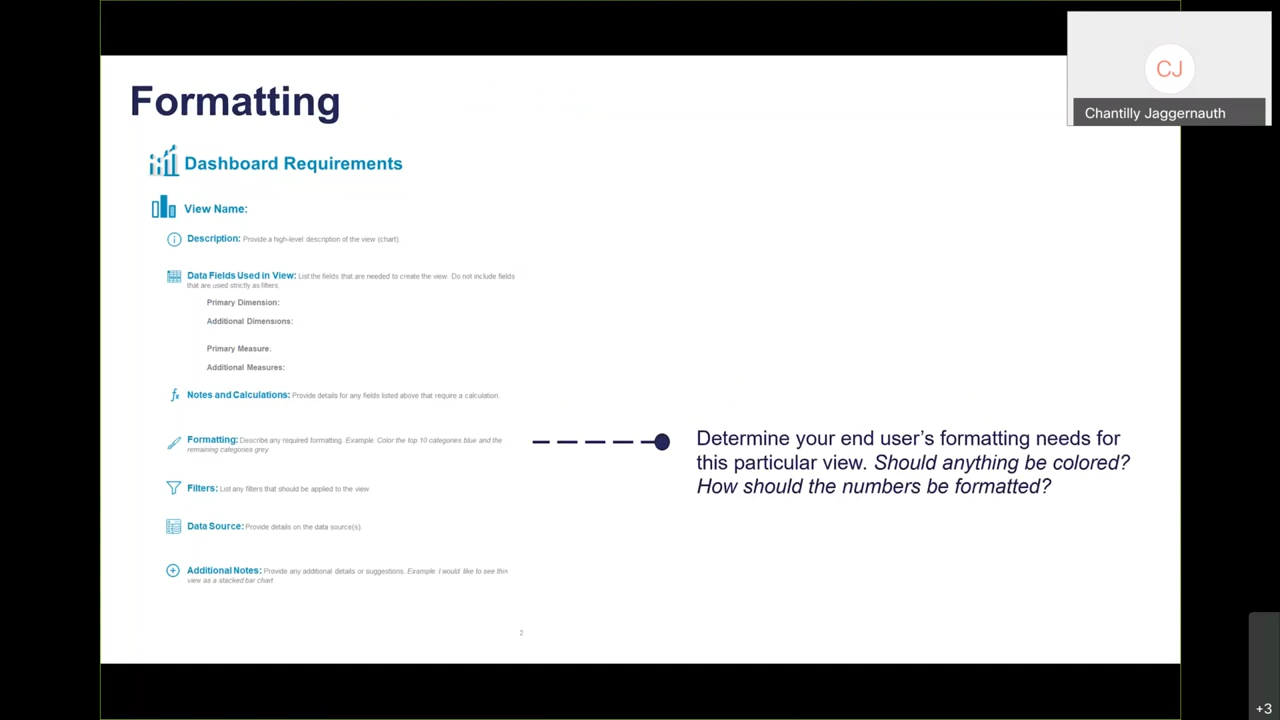 Formatting
CJ
Chantilly Jaggernauth
Dashboard Requirements
View Name:
Description: Provide a high-level description of the view (chart)
Data Fields Used in View: List the fields that are needed to create the view. Do not include fields
that are used strictly as filters.
Primary Dimension:
Additional Dimensions:
Primary Measure:
Additional Measures:
Notes and Calculations: Provide details for any fields listed above that require a calculation.
Formatting: Describe any required formatting. Example: Color the top 10 categories blue and the
remaining categories grey
Determine your end user’s formatting needs for
this particular view. Should anything be colored?
How should the numbers be formatted?
Filters: List any filters that should be applied to the view
Data Source: Provide details on the data source(s).
Additional Notes: Provide any additional details or suggestions. Example: I would like to see this
view as a stacked bar chart
2
+3